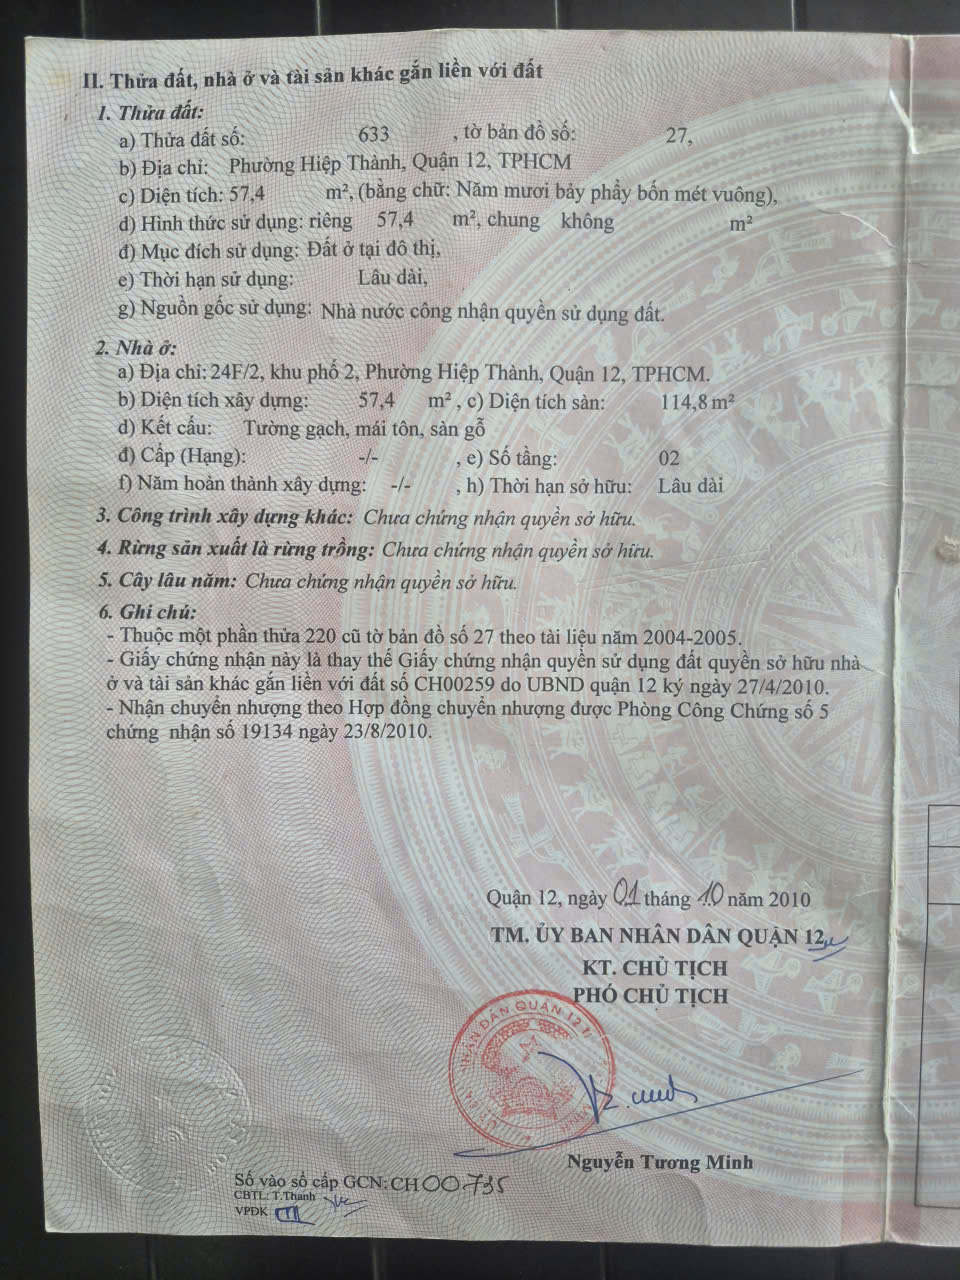 II. Thửa đất, nhà ở và tài sản khác gắn liền với đất
1. Thửa đất:
a) Thửa đất số: 633 , tờ bản đồ số: 27,
b) Địa chỉ: Phường Hiệp Thành, Quận 12, TPHCM
c) Diện tích: 57,4 m², (bằng chữ: Năm mươi bảy phẩy bốn mét vuông),
d) Hình thức sử dụng: riêng 57,4 m², chung không m²
đ) Mục đích sử dụng: Đất ở tại đô thị,
e) Thời hạn sử dụng: Lâu dài,
g) Nguồn gốc sử dụng: Nhà nước công nhận quyền sử dụng đất.
2. Nhà ở:
a) Địa chỉ: 24F/2, khu phố 2, Phường Hiệp Thành, Quận 12, TPHCM.
b) Diện tích xây dựng: 57,4 m² , c) Diện tích sàn: 114,8 m²
d) Kết cấu: Tường gạch, mái tôn, sàn gỗ
đ) Cấp (Hạng): -/- , e) Số tầng: 02
f) Năm hoàn thành xây dựng: -/- , h) Thời hạn sở hữu: Lâu dài
3. Công trình xây dựng khác: Chưa chứng nhận quyền sở hữu.
4. Rừng sản xuất là rừng trồng: Chưa chứng nhận quyền sở hữu.
5. Cây lâu năm: Chưa chứng nhận quyền sở hữu.
6. Ghi chú:
- Thuộc một phần thửa 220 cũ tờ bản đồ số 27 theo tài liệu năm 2004-2005.
- Giấy chứng nhận này là thay thế Giấy chứng nhận quyền sử dụng đất quyền sở hữu nhà
ở và tài sản khác gắn liền với đất số CH00259 do UBND quận 12 ký ngày 27/4/2010.
- Nhận chuyển nhượng theo Hợp đồng chuyển nhượng được Phòng Công Chứng số 5
chứng nhận số 19134 ngày 23/8/2010.
Quận 12, ngày 01 tháng 10 năm 2010
TM. ỦY BAN NHÂN DÂN QUẬN 12
KT. CHỦ TỊCH
PHÓ CHỦ TỊCH
NHÂN DÂN QUẬN 12
Nguyễn Tương Minh
Số vào sổ cấp GCN: CH00735
CBTL: T.Thanh
VPĐK